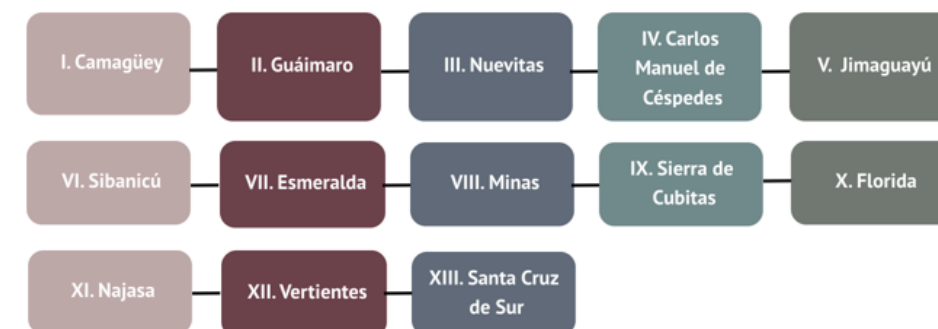 I. Camagüey
II. Guáimaro
III. Nuevitas
IV. Carlos
Manuel de
Céspedes
V. Jimaguayú
VI. Sibanicú
VII. Esmeralda
VIII. Minas
IX. Sierra de
Cubitas
X. Florida
XI. Najasa
XII. Vertientes
XIII. Santa Cruz
de Sur